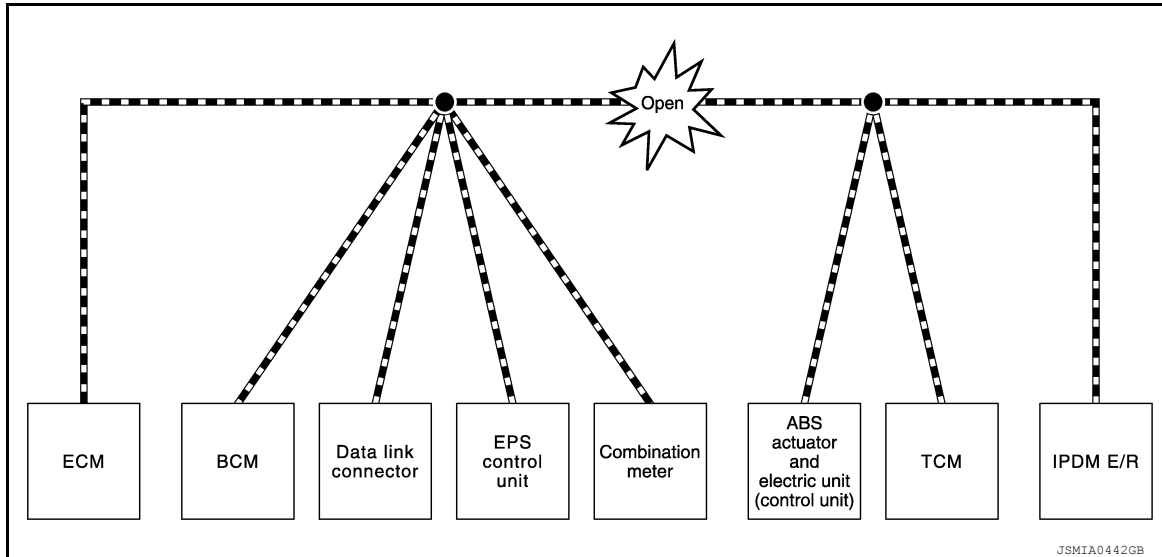 Open
ECM
BCM
Data link
connector
EPS
control
unit
Combination
meter
ABS
actuator
and
electric unit
(control unit)
TCM
IPDM E/R
JSMIA0442GB